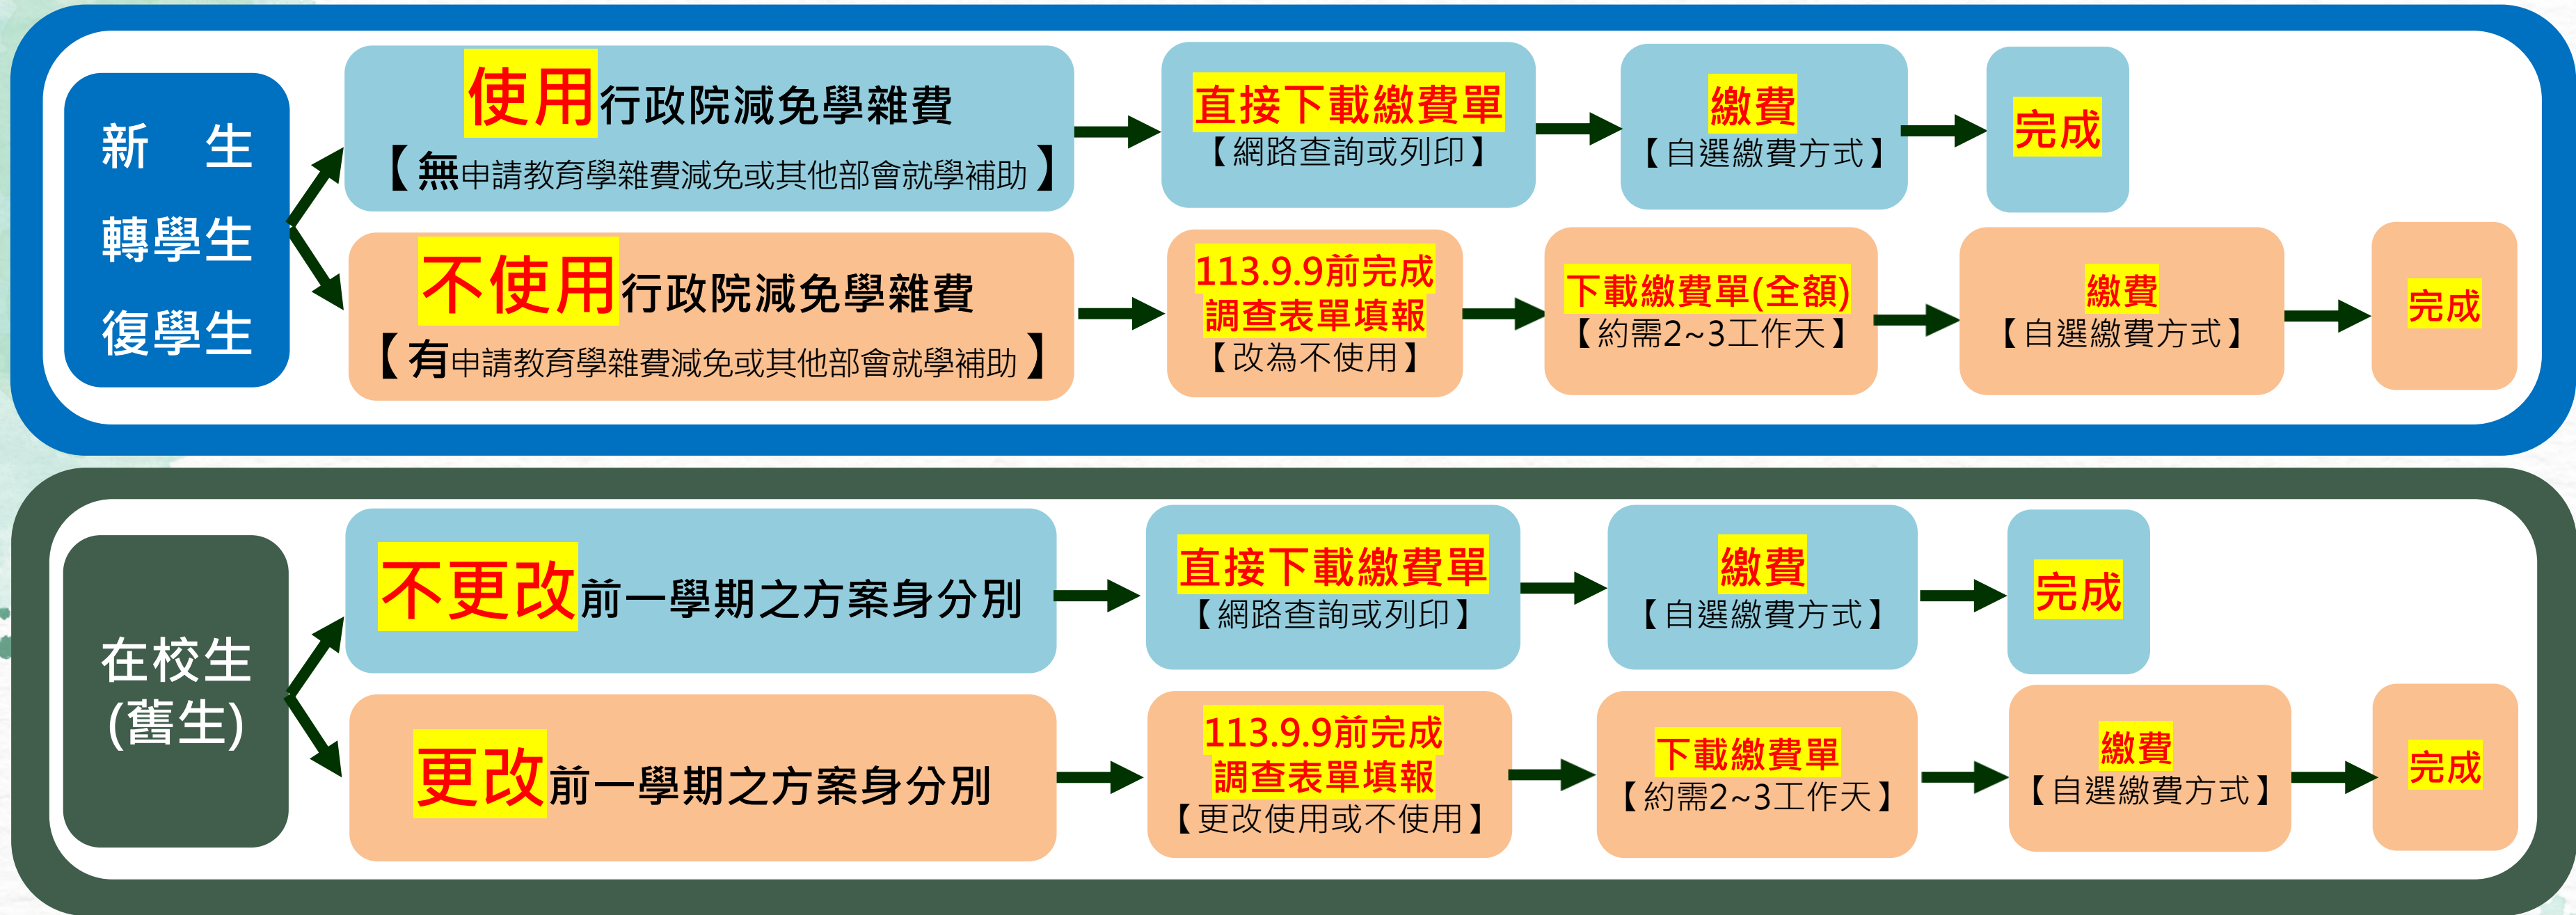 新　生
轉學生
復學生
使用行政院減免學雜費
【無申請教育學雜費減免或其他部會就學補助】
直接下載繳費單
【網路查詢或列印】
繳費
【自選繳費方式】
完成
不使用行政院減免學雜費
【有申請教育學雜費減免或其他部會就學補助】
113.9.9前完成
調查表單填報
【改為不使用】
下載繳費單(全額)
【約需2~3工作天】
繳費
【自選繳費方式】
完成
在校生
(舊生)
不更改前一學期之方案身分別
直接下載繳費單
【網路查詢或列印】
繳費
【自選繳費方式】
完成
更改前一學期之方案身分別
113.9.9前完成
調查表單填報
【更改使用或不使用】
下載繳費單
【約需2~3工作天】
繳費
【自選繳費方式】
完成